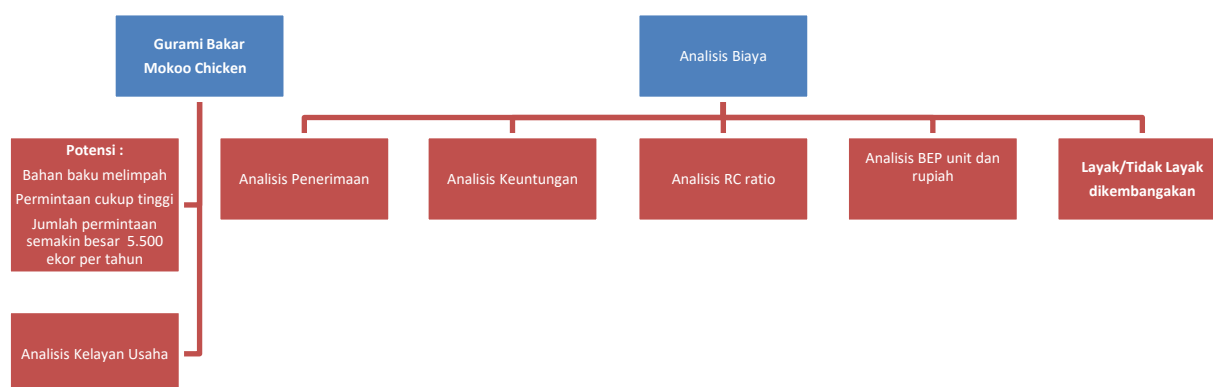 Gurami Bakar
Mokoo Chicken
Potensi :
Bahan baku melimpah
Permintaan cukup tinggi
Jumlah permintaan
semakin besar 5.500
ekor per tahun
Analisis Kelayan Usaha
Analisis Biaya
Analisis Penerimaan
Analisis Keuntungan
Analisis RC ratio
Analisis BEP unit dan
rupiah
Layak/Tidak Layak
dikembangakan